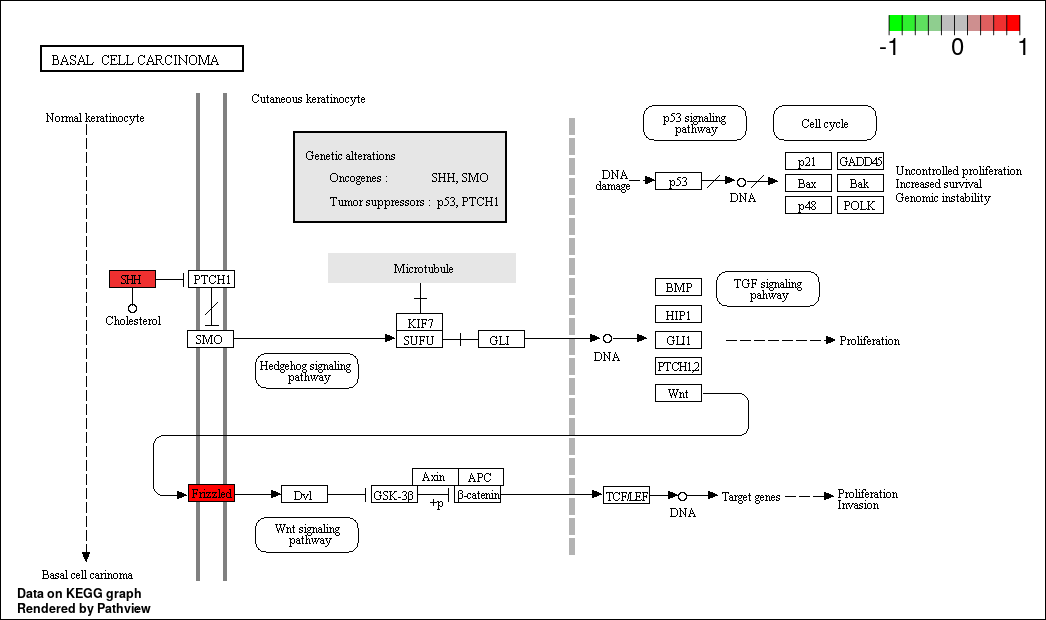 -1 0 1
BASAL CELL CARCINOMA
Normal keratinocyte
Cutaneous keratinocyte
Genetic alterations
Oncogenes : SHH, SMO
Tumor suppressors : p53, PTCH1
p53 signaling
pathway
Cell cycle
DNA
damage
p53
DNA
p21
GADD45
Bax
Bak
p48
POLK
Uncontrolled proliferation
Increased survival
Genomic instability
SHH
Cholesterol
PTCH1
SMO
Microtubule
KIF7
SUFU
GLI
Hedgehog signaling
pathway
DNA
BMP
HIP1
GLI1
PTCH1,2
Wnt
TGF signaling
pahway
Proliferation
Frizzled
Dvl
GSK-3β
Axin
APC
β-catenin
+p
Wnt signaling
pathway
TCF/LEF
DNA
Target genes
Proliferation
Invasion
Basal cell carinoma
Data on KEGG graph
Rendered by Pathview